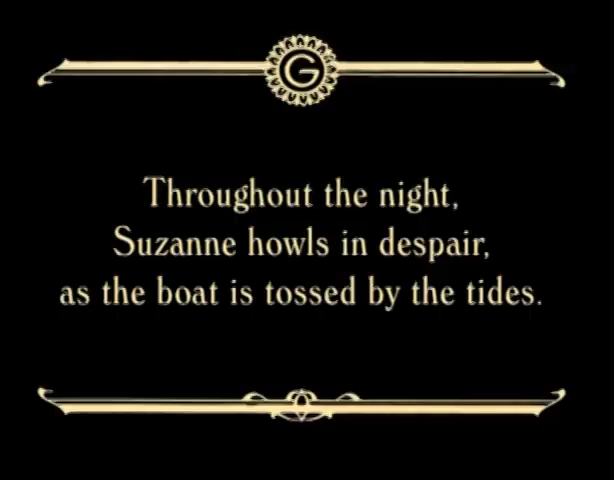 G
Throughout the night,
Suzanne howls in despair,
as the boat is tossed by the tides.